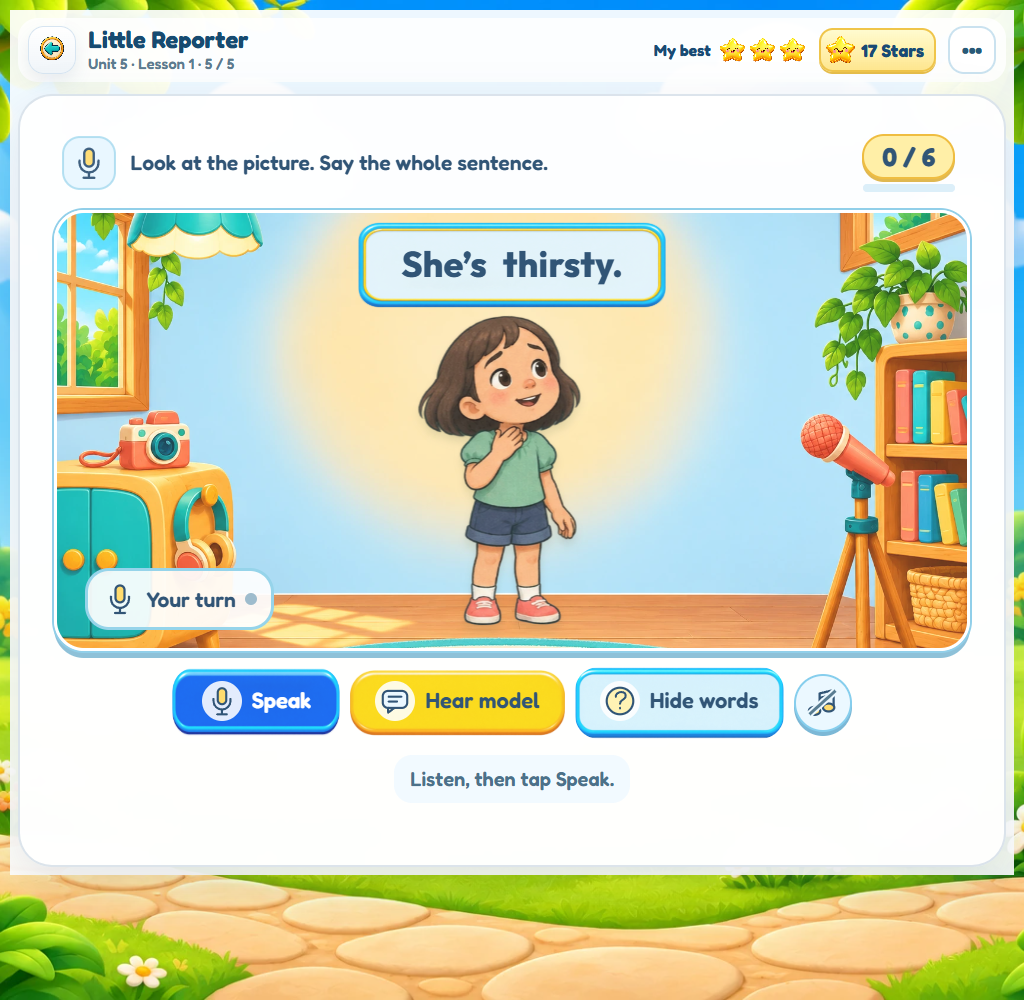 Little Reporter
Unit 5 · Lesson 1 · 5 / 5
My best
17 Stars
Look at the picture. Say the whole sentence.
0 / 6
She’s thirsty.
Your turn
Speak
Hear model
Hide words
Listen, then tap Speak.